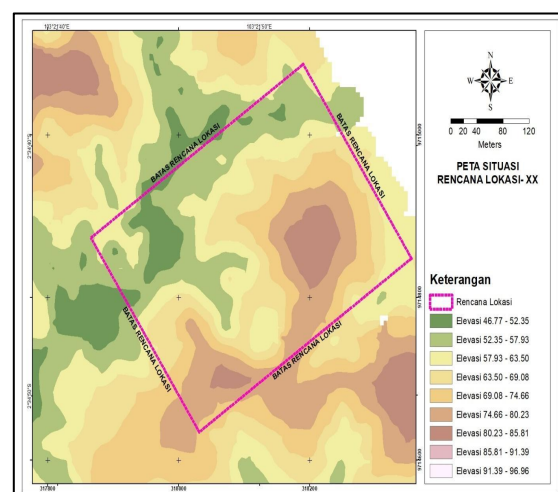 103°2'40"E
103°2'50"E
N
W E
S
0 20 40 80 120
Meters
PETA SITUASI
RENCANA LOKASI- XX
BATAS RENCANA LOKASI
BATAS RENCANA LOKASI
BATAS RENCANA LOKASI
BATAS RENCANA LOKASI
Keterangan
Rencana Lokasi
Elevasi 46.77 - 52.35
Elevasi 52.35 - 57.93
Elevasi 57.93 - 63.50
Elevasi 63.50 - 69.08
Elevasi 69.08 - 74.66
Elevasi 74.66 - 80.23
Elevasi 80.23 - 85.81
Elevasi 85.81 - 91.39
Elevasi 91.39 - 96.96